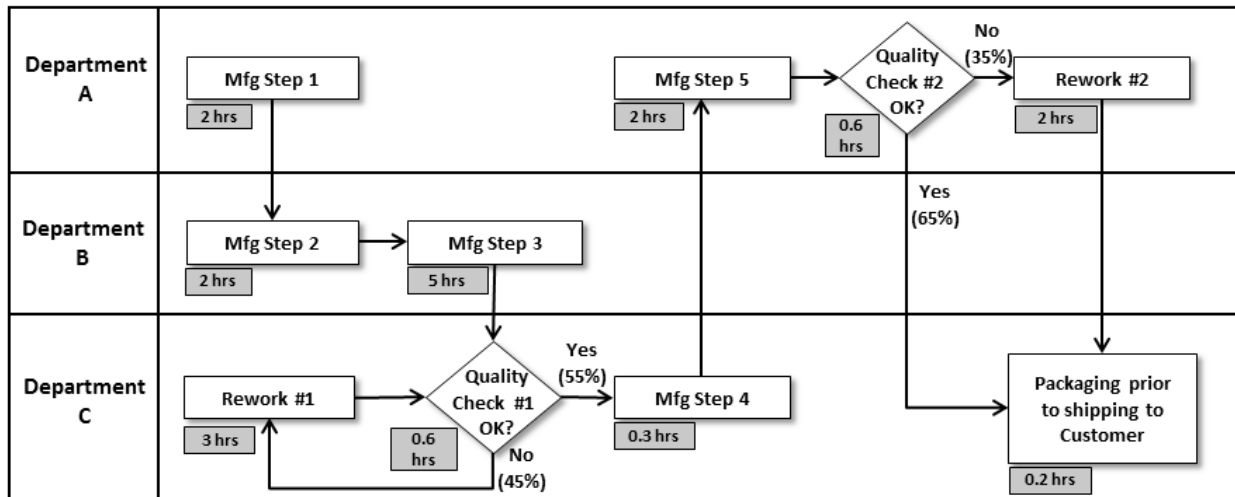 Department
A
Mfg Step 1
2 hrs
Mfg Step 5
2 hrs
Quality
Check #2
OK?
0.6
hrs
No
(35%)
Rework #2
2 hrs
Yes
(65%)
Department
B
Mfg Step 2
2 hrs
Mfg Step 3
5 hrs
Department
C
Rework #1
3 hrs
Quality
Check #1
OK?
0.6
hrs
No
(45%)
Yes
(55%)
Mfg Step 4
0.3 hrs
Packaging prior
to shipping to
Customer
0.2 hrs